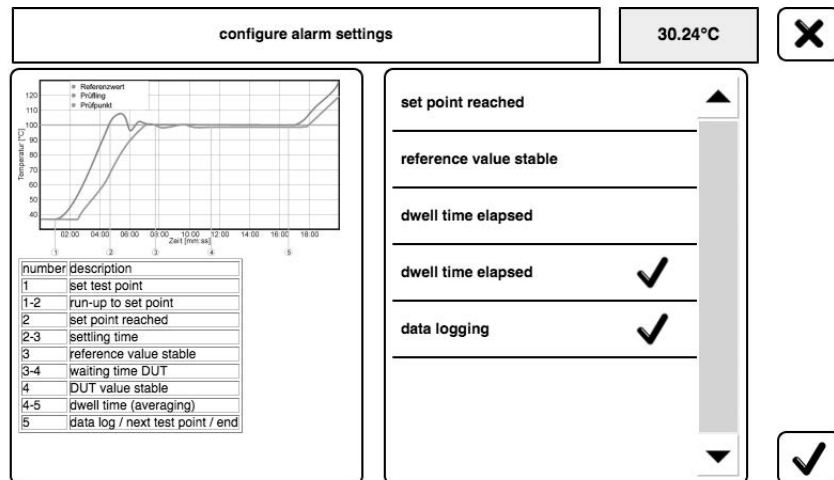 configure alarm settings
30.24°C
Referenzwert
Prüfling
Prüfpunkt
120
110
100
90
80
70
60
50
40
Temperatur [°C]
02:00 04:00 06:00 08:00 10:00 12:00 14:00 16:00 18:00
Zeit [mm:ss]
1 2 3 4 5
number description
1 set test point
1-2 run-up to set point
2 set point reached
2-3 settling time
3 reference value stable
3-4 waiting time DUT
4 DUT value stable
4-5 dwell time (averaging)
5 data log / next test point / end
set point reached
reference value stable
dwell time elapsed
dwell time elapsed
data logging